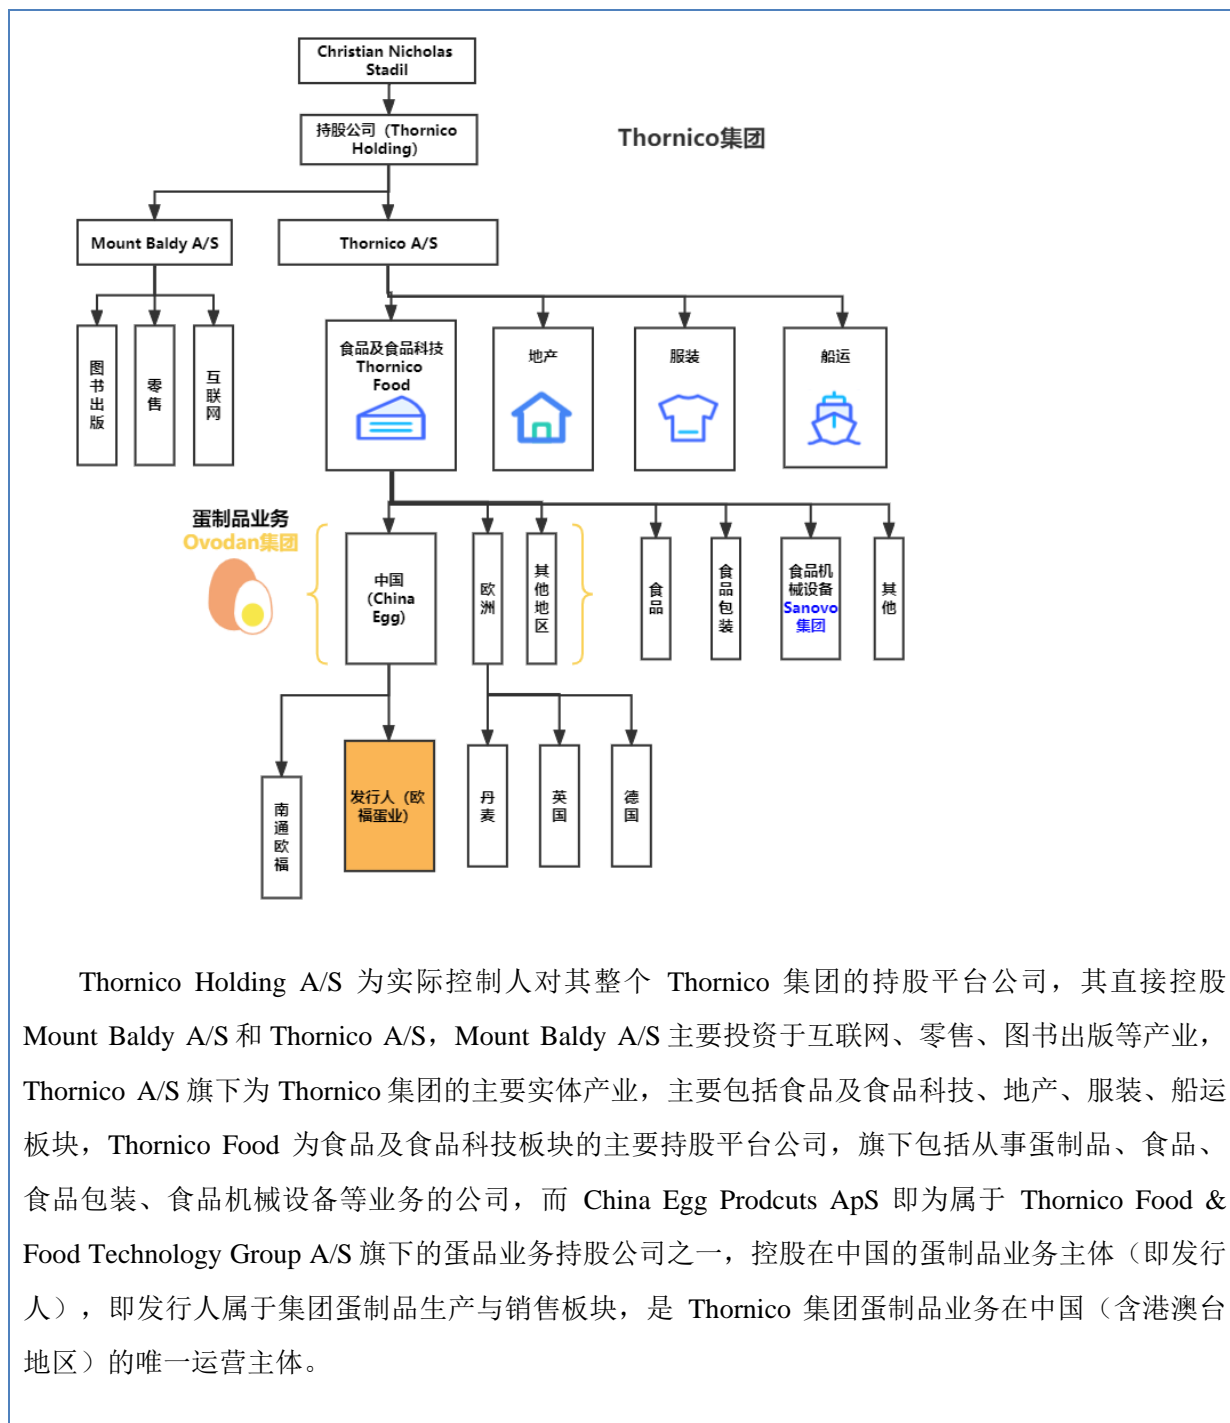 Christian Nicholas
Stadil
持股公司（Thornico
Holding）
Thornico集团
Mount Baldy A/S
Thornico A/S
图书出版
零售
互联网
食品及食品科技
Thornico
Food
地产
服装
船运
蛋制品业务
Ovodan集团
中国
（China
Egg）
欧洲
其他地区
食品
食品包装
食品机
械设备
Sanovo
集团
其他
南通欧福
发行人（欧
福蛋业）
丹麦
英国
德国
Thornico Holding A/S 为实际控制人对其整个 Thornico 集团的持股平台公司，其直接控股
Mount Baldy A/S 和 Thornico A/S，Mount Baldy A/S 主要投资于互联网、零售、图书出版等产业，
Thornico A/S 旗下为 Thornico 集团的主要实体产业，主要包括食品及食品科技、地产、服装、船运
板块，Thornico Food 为食品及食品科技板块的主要持股平台公司，旗下包括从事蛋制品、食品、
食品包装、食品机械设备等业务的公司，而 China Egg Prodcuts ApS 即为属于 Thornico Food &
Food Technology Group A/S 旗下的蛋品业务持股公司之一，控股在中国的蛋制品业务主体（即发行
人），即发行人属于集团蛋制品生产与销售板块，是 Thornico 集团蛋制品业务在中国（含港澳台
地区）的唯一运营主体。